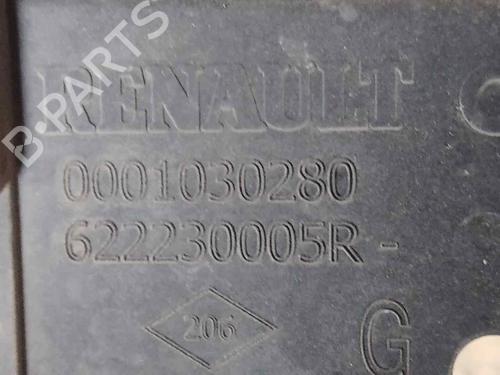 B-PARTS
RENAULT
0001030280
622230005R -
206
G